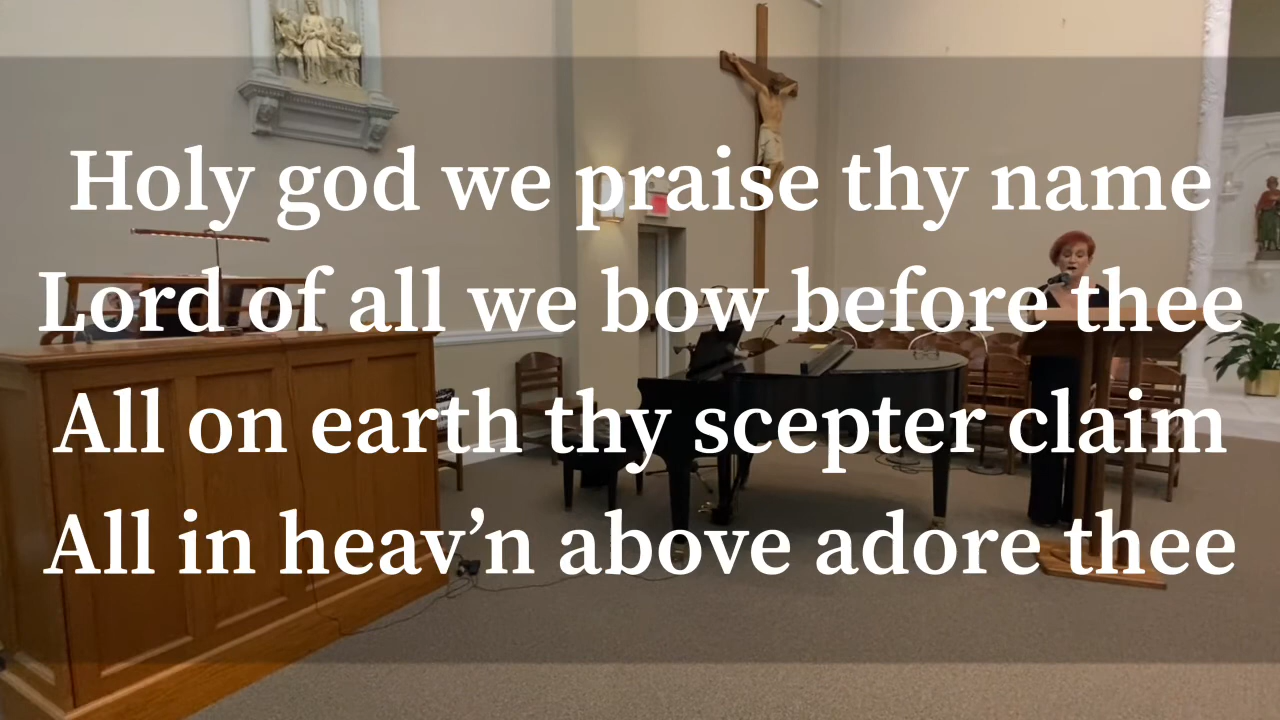 Holy god we praise thy name
Lord of all we bow before thee
All on earth thy scepter claim
All in heav’n above adore thee